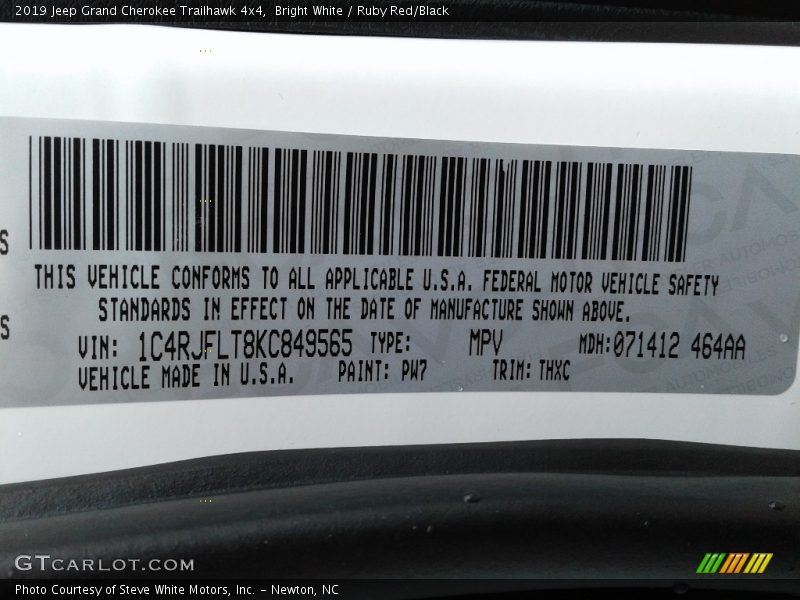 2019 Jeep Grand Cherokee Trailhawk 4x4, Bright White / Ruby Red/Black
S
S
THIS VEHICLE CONFORMS TO ALL APPLICABLE U.S.A. FEDERAL MOTOR VEHICLE SAFETY
STANDARDS IN EFFECT ON THE DATE OF MANUFACTURE SHOWN ABOVE.
VIN: 1C4RJFLT8KC849565 TYPE: MPV MDH:071412 464AA
VEHICLE MADE IN U.S.A. PAINT: PW7 TRIM: THXC
GTCARLOT.COM
Photo Courtesy of Steve White Motors, Inc. – Newton, NC